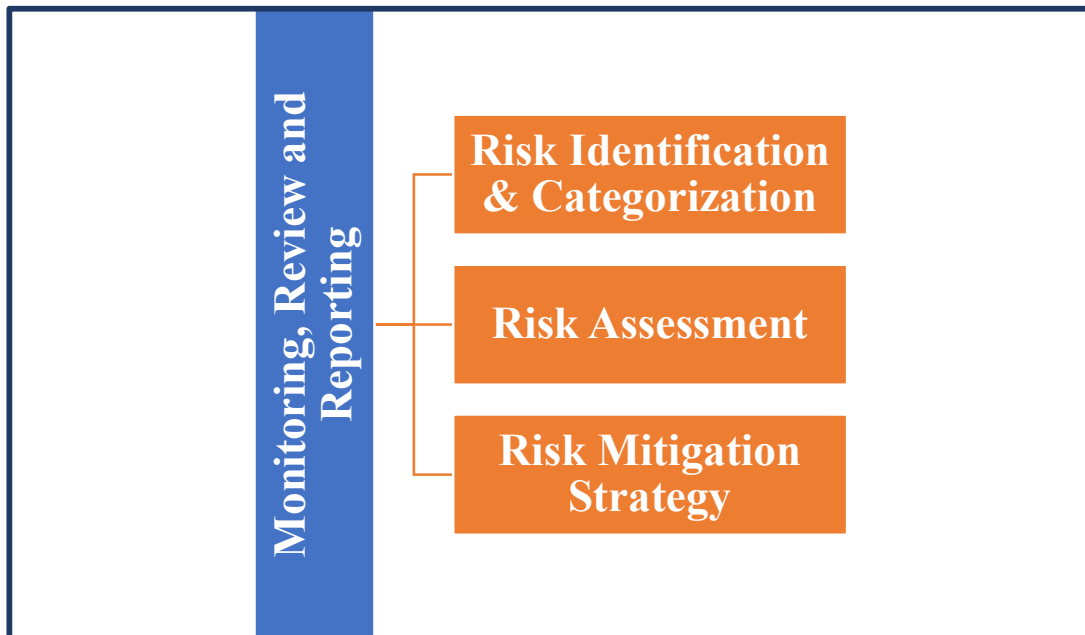 Monitoring, Review and
Reporting
Risk Identification
& Categorization
Risk Assessment
Risk Mitigation
Strategy